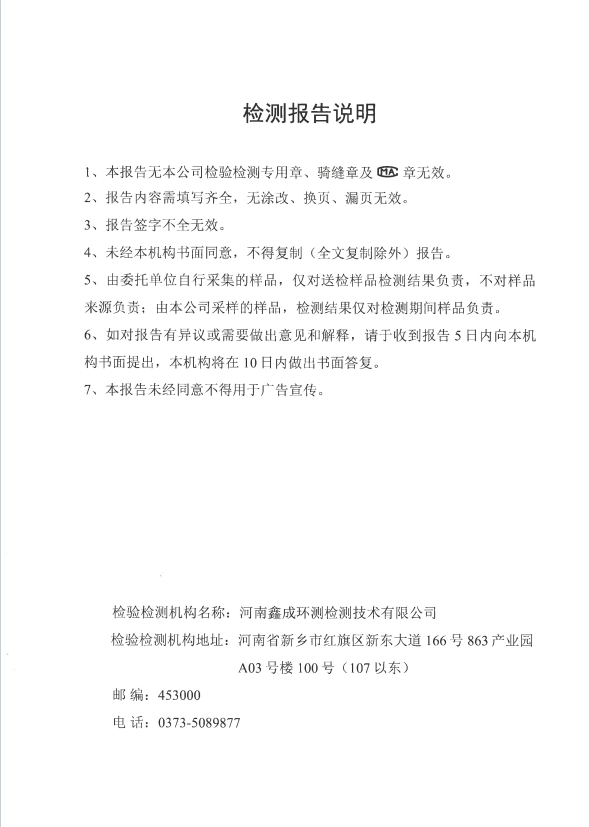 检测报告说明
1、本报告无本公司检验检测专用章、骑缝章及 MA 章无效。
2、报告内容需填写齐全，无涂改、换页、漏页无效。
3、报告签字不全无效。
4、未经本机构书面同意，不得复制（全文复制除外）报告。
5、由委托单位自行采集的样品，仅对送检样品检测结果负责，不对样品
来源负责；由本公司采样的样品，检测结果仅对检测期间样品负责。
6、如对报告有异议或需要做出意见和解释，请于收到报告 5 日内向本机
构书面提出，本机构将在 10 日内做出书面答复。
7、本报告未经同意不得用于广告宣传。
检验检测机构名称：河南鑫成环测检测技术有限公司
检验检测机构地址：河南省新乡市红旗区新东大道 166 号 863 产业园
A03 号楼 100 号（107 以东）
邮 编：453000
电 话：0373-5089877